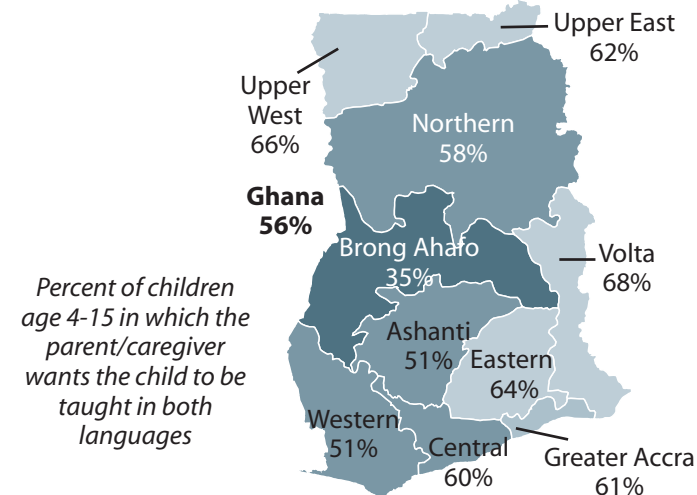 Upper East
62%
Upper
West
66%
Northern
58%
Ghana
56%
Brong Ahafo
35%
Volta
68%
Percent of children
age 4-15 in which the
parent/caregiver
wants the child to be
taught in both
languages
Ashanti
51%
Eastern
64%
Western
51%
Central
60%
Greater Accra
61%